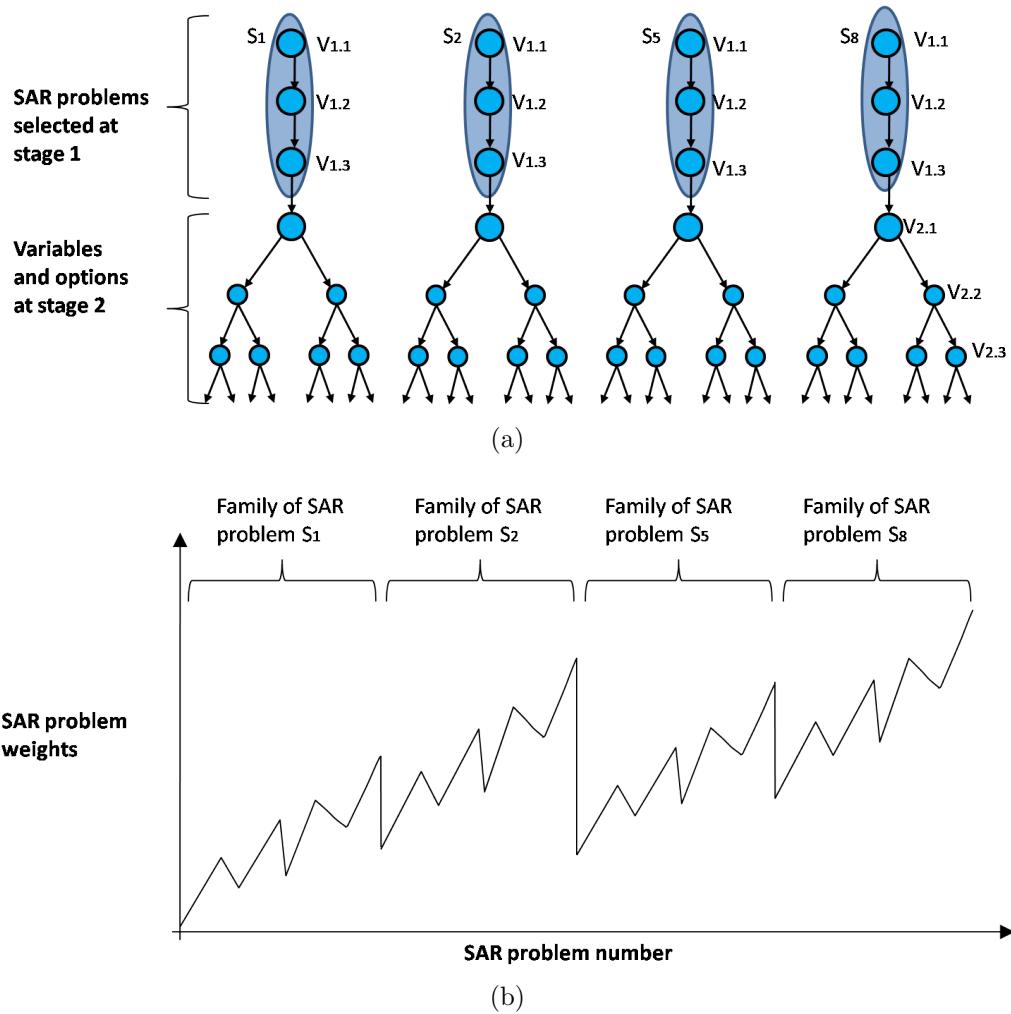 S1 V1.1 S2 V1.1 S5 V1.1 S8 V1.1
SAR problems
selected at
stage 1
V1.2 V1.2 V1.2 V1.2
V1.3 V1.3 V1.3 V1.3
Variables
and options
at stage 2
V2.1
V2.2
V2.3
(a)
Family of SAR
problem S1
Family of SAR
problem S2
Family of SAR
problem S5
Family of SAR
problem S8
SAR problem
weights
SAR problem number
(b)